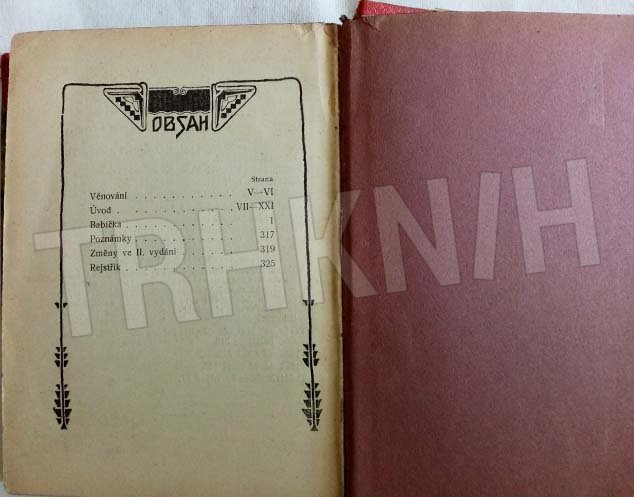 OBSAH
Strana
Věnování . . . . . . . . . . . V—VI
Úvod . . . . . . . . . . . . VII—XXI
Babička . . . . . . . . . . . . 1
Poznámky . . . . . . . . . . . 317
Změny ve II. vydání . . . . . . . 319
Rejstřík . . . . . . . . . . . . 325
TRHKNIH